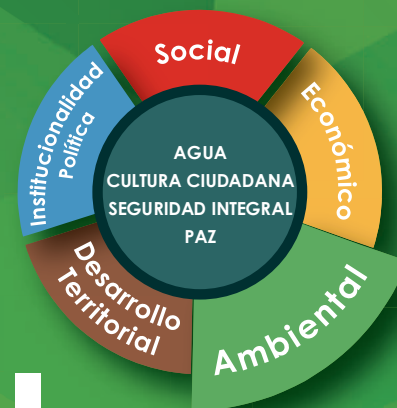 Social
Económico
Ambiental
Desarrollo
Territorial
Institucionalidad
Política
AGUA
CULTURA CIUDADANA
SEGURIDAD INTEGRAL
PAZ